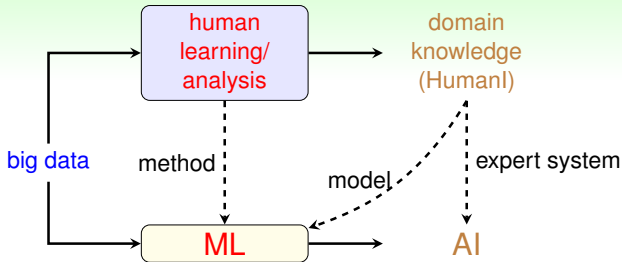 human
learning/
analysis
domain
knowledge
(HumanI)
big data
method
model
expert system
ML
AI